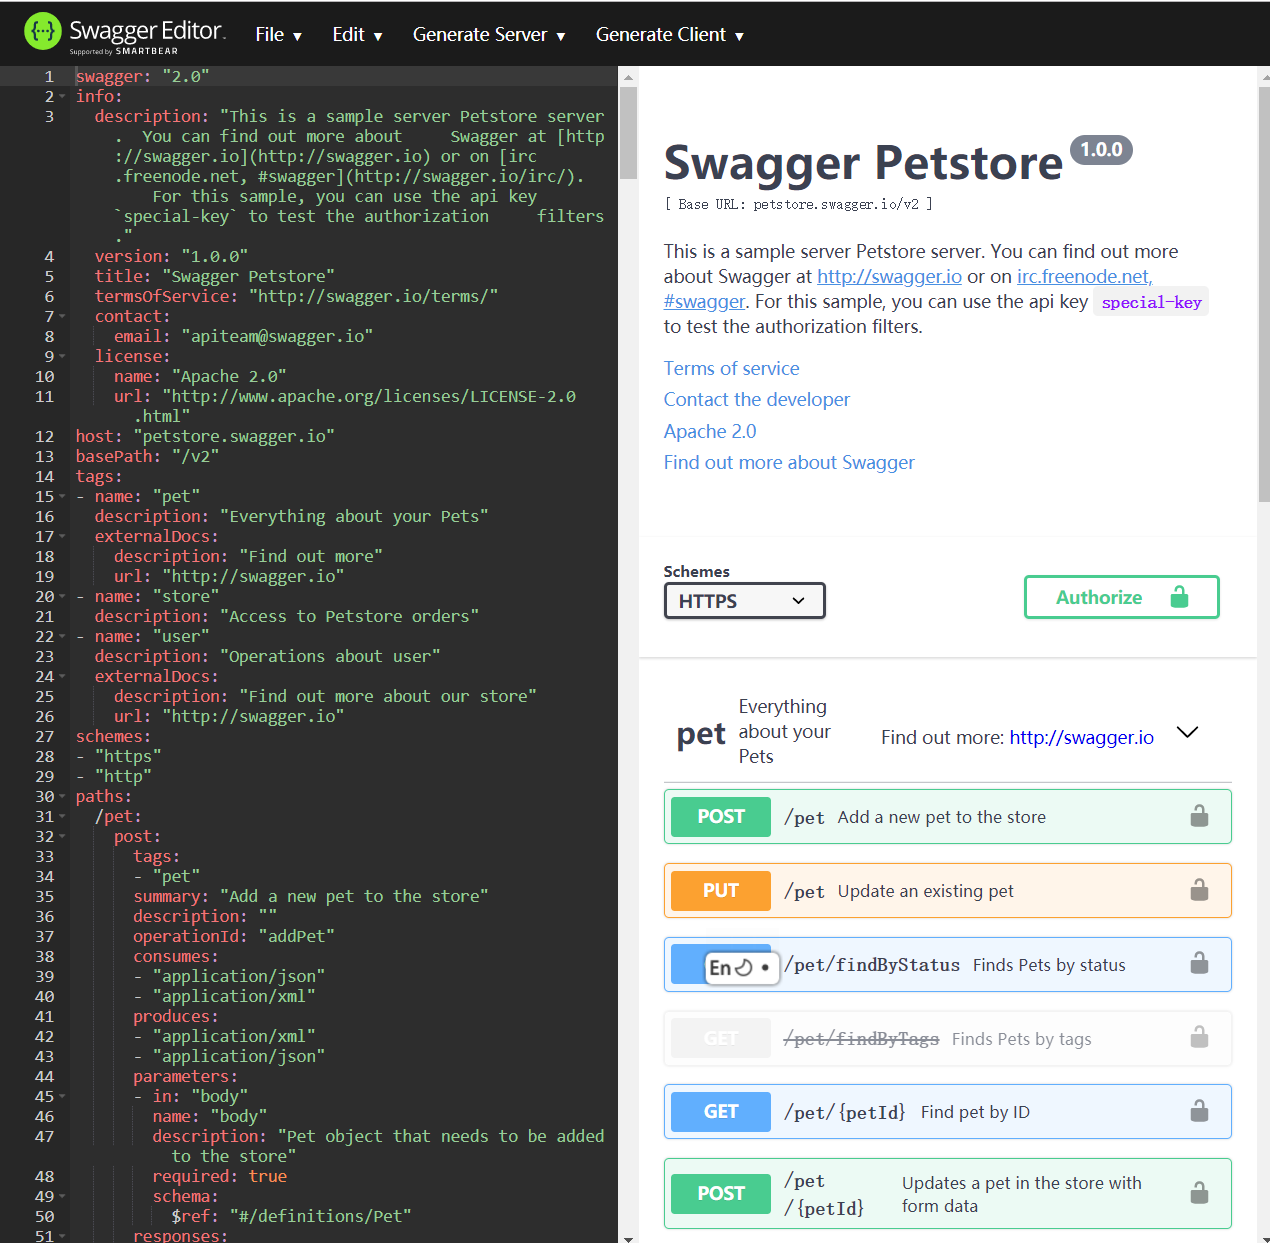 Swagger Editor.
Supported by SMARTBEAR
File ▼
Edit ▼
Generate Server ▼
Generate Client ▼
1 swagger: "2.0"
2 info:
3 description: "This is a sample server Petstore server
. You can find out more about Swagger at [http
://swagger.io](http://swagger.io) or on [irc
.freenode.net, #swagger](http://swagger.io/irc/).
For this sample, you can use the api key
`special-key` to test the authorization filters
."
4 version: "1.0.0"
5 title: "Swagger Petstore"
6 termsOfService: "http://swagger.io/terms/"
7 contact:
8 email: "apiteam@swagger.io"
9 license:
10 name: "Apache 2.0"
11 url: "http://www.apache.org/licenses/LICENSE-2.0
.html"
12 host: "petstore.swagger.io"
13 basePath: "/v2"
14 tags:
15 - name: "pet"
16 description: "Everything about your Pets"
17 externalDocs:
18 description: "Find out more"
19 url: "http://swagger.io"
20 - name: "store"
21 description: "Access to Petstore orders"
22 - name: "user"
23 description: "Operations about user"
24 externalDocs:
25 description: "Find out more about our store"
26 url: "http://swagger.io"
27 schemes:
28 - "https"
29 - "http"
30 paths:
31 /pet:
32 post:
33 tags:
34 - "pet"
35 summary: "Add a new pet to the store"
36 description: ""
37 operationId: "addPet"
38 consumes:
39 - "application/json"
40 - "application/xml"
41 produces:
42 - "application/xml"
43 - "application/json"
44 parameters:
45 - in: "body"
46 name: "body"
47 description: "Pet object that needs to be added
to the store"
48 required: true
49 schema:
50 $ref: "#/definitions/Pet"
51 responses:
Swagger Petstore 1.0.0
[ Base URL: petstore.swagger.io/v2 ]
This is a sample server Petstore server. You can find out more
about Swagger at http://swagger.io or on irc.freenode.net,
#swagger. For this sample, you can use the api key special-key
to test the authorization filters.
Terms of service
Contact the developer
Apache 2.0
Find out more about Swagger
Schemes
HTTPS
Authorize
pet
Everything
about your
Pets
Find out more: http://swagger.io
POST /pet Add a new pet to the store
PUT /pet Update an existing pet
En
/pet/findByStatus Finds Pets by status
GET /pet/findByTags Finds Pets by tags
GET /pet/{petId} Find pet by ID
POST
/pet
/{petId}
Updates a pet in the store with
form data